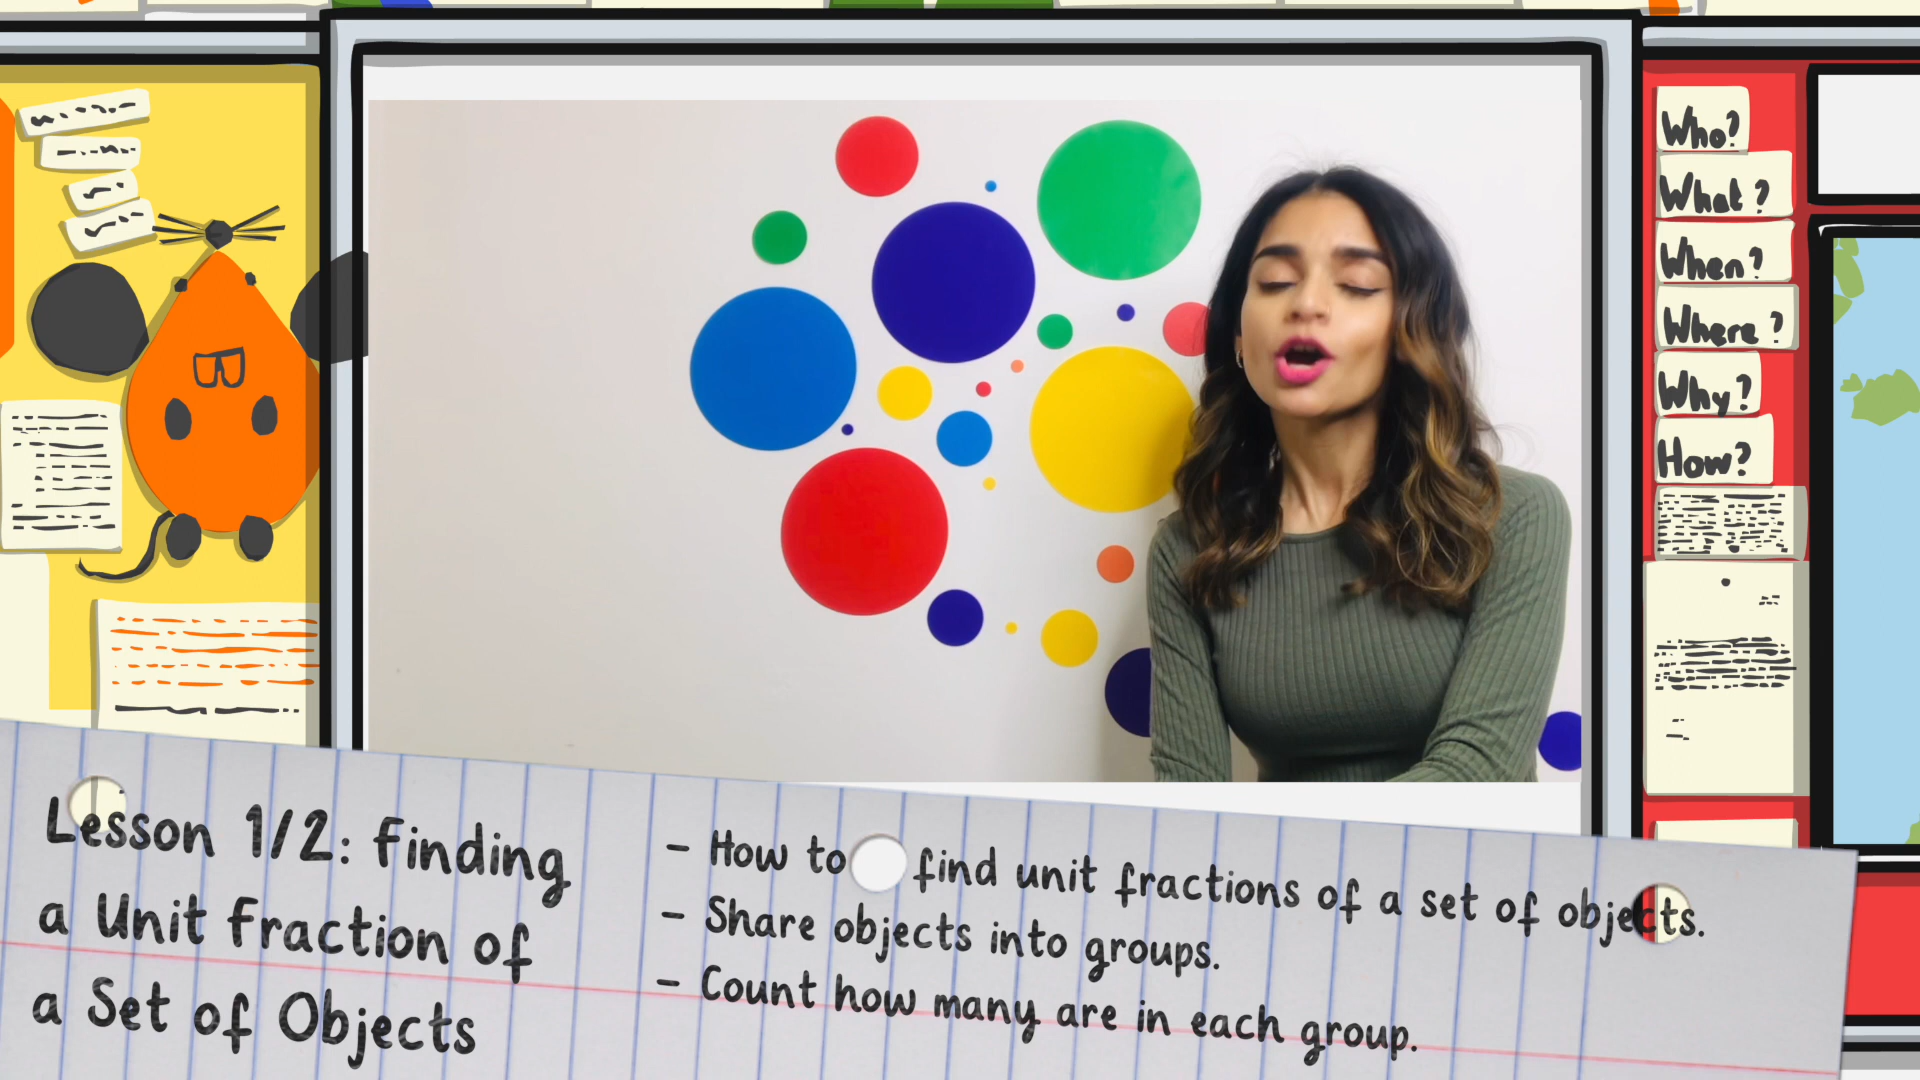 Who?
What?
When?
Where?
Why?
How?
Lesson 1/2: Finding
a Unit Fraction of
a Set of Objects
- How to find unit fractions of a set of objects.
- Share objects into groups.
- Count how many are in each group.